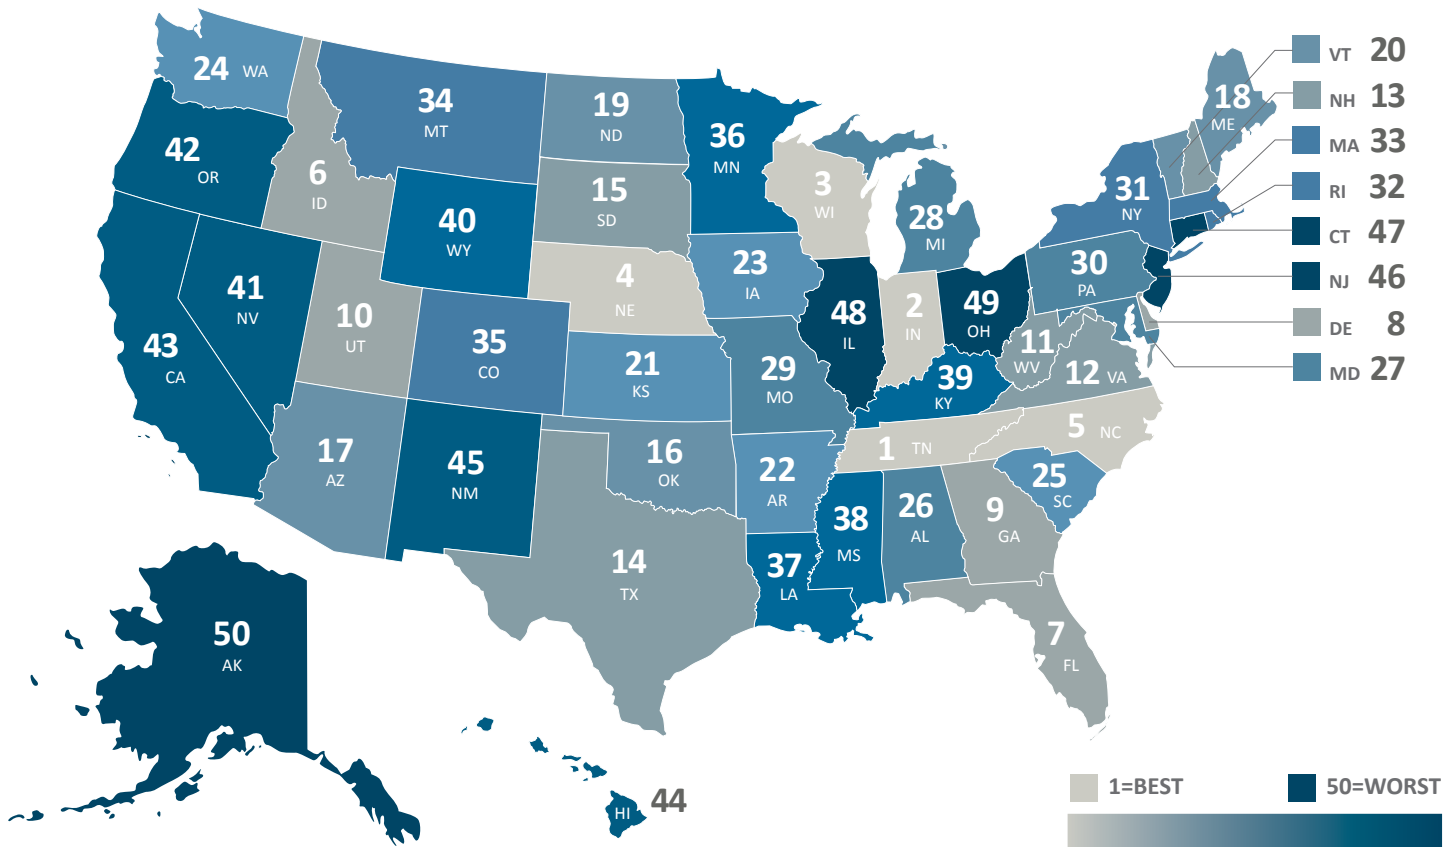 24 WA
42
OR
43
CA
41
NV
6
ID
34
MT
40
WY
10
UT
35
CO
17
AZ
45
NM
19
ND
15
SD
4
NE
21
KS
16
OK
14
TX
36
MN
23
IA
29
MO
22
AR
37
LA
3
WI
48
IL
28
MI
2
IN
49
OH
39
KY
1 TN
38
MS
26
AL
9
GA
7
FL
25
SC
5 NC
12 VA
11
WV
30
PA
31
NY
18
ME
VT 20
NH 13
MA 33
RI 32
CT 47
NJ 46
DE 8
MD 27
50
AK
HI 44
1=BEST
50=WORST